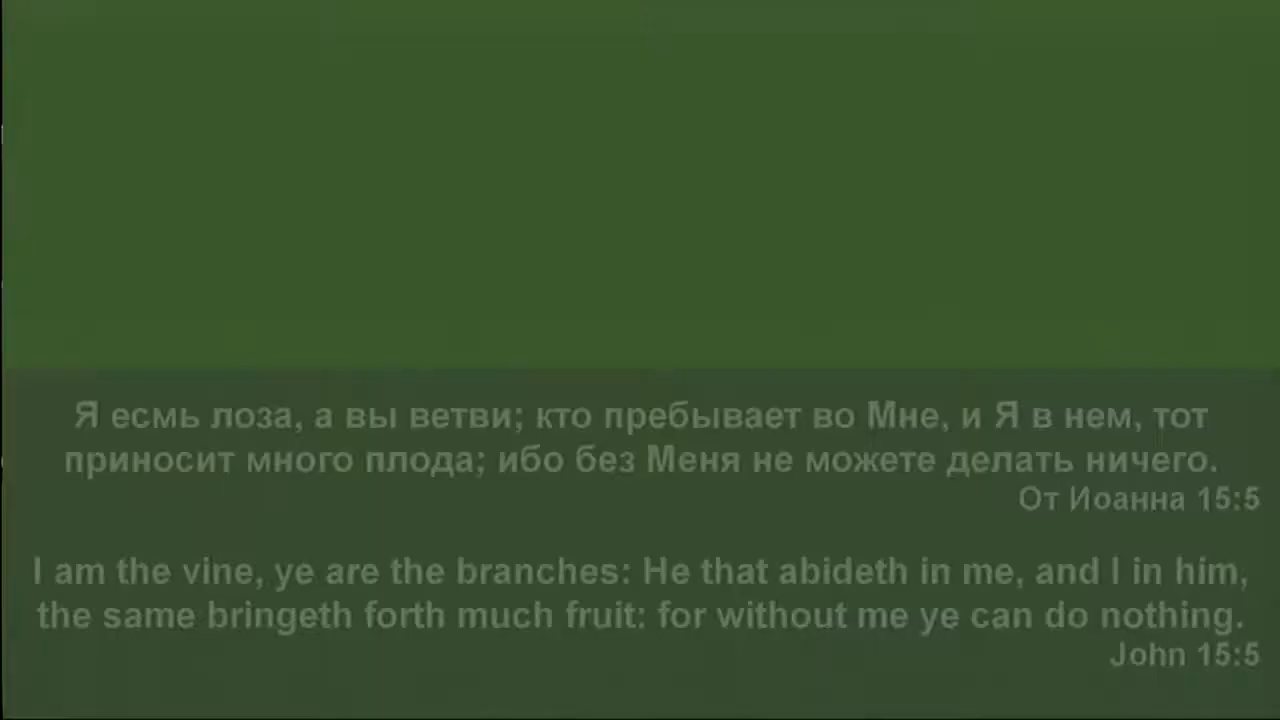 Я есмь лоза, а вы ветви; кто пребывает во Мне, и Я в нем, тот
приносит много плода; ибо без Меня не можете делать ничего.
От Иоанна 15:5
I am the vine, ye are the branches: He that abideth in me, and I in him,
the same bringeth forth much fruit: for without me ye can do nothing.
John 15:5